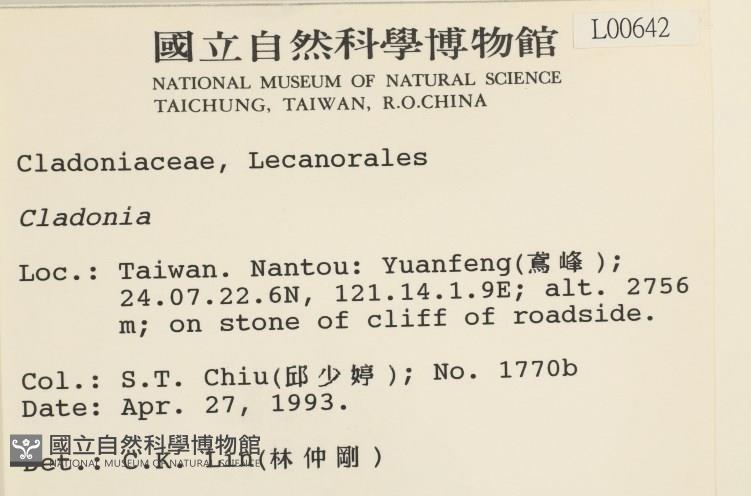 國立自然科學博物館
L00642
NATIONAL MUSEUM OF NATURAL SCIENCE
TAICHUNG, TAIWAN, R.O.CHINA
Cladoniaceae, Lecanorales
Cladonia
Loc.: Taiwan. Nantou: Yuanfeng(鳶峰);
24.07.22.6N, 121.14.1.9E; alt. 2756
m; on stone of cliff of roadside.
Col.: S.T. Chiu(邱少婷); No. 1770b
Date: Apr. 27, 1993.
國立自然科學博物館
NATIONAL MUSEUM OF NATURAL SCIENCE
Det.: C.K. Lin(林仲剛)